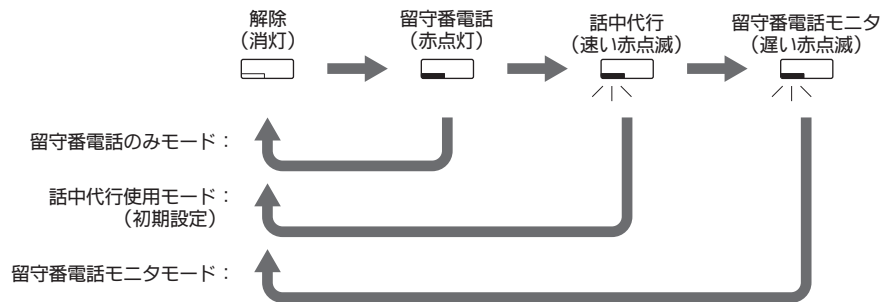 解除
（消灯）
留守番電話
（赤点灯）
話中代行
（速い赤点滅）
留守番電話モニタ
（遅い赤点滅）
留守番電話のみモード：
話中代行使用モード：
（初期設定）
留守番電話モニタモード：